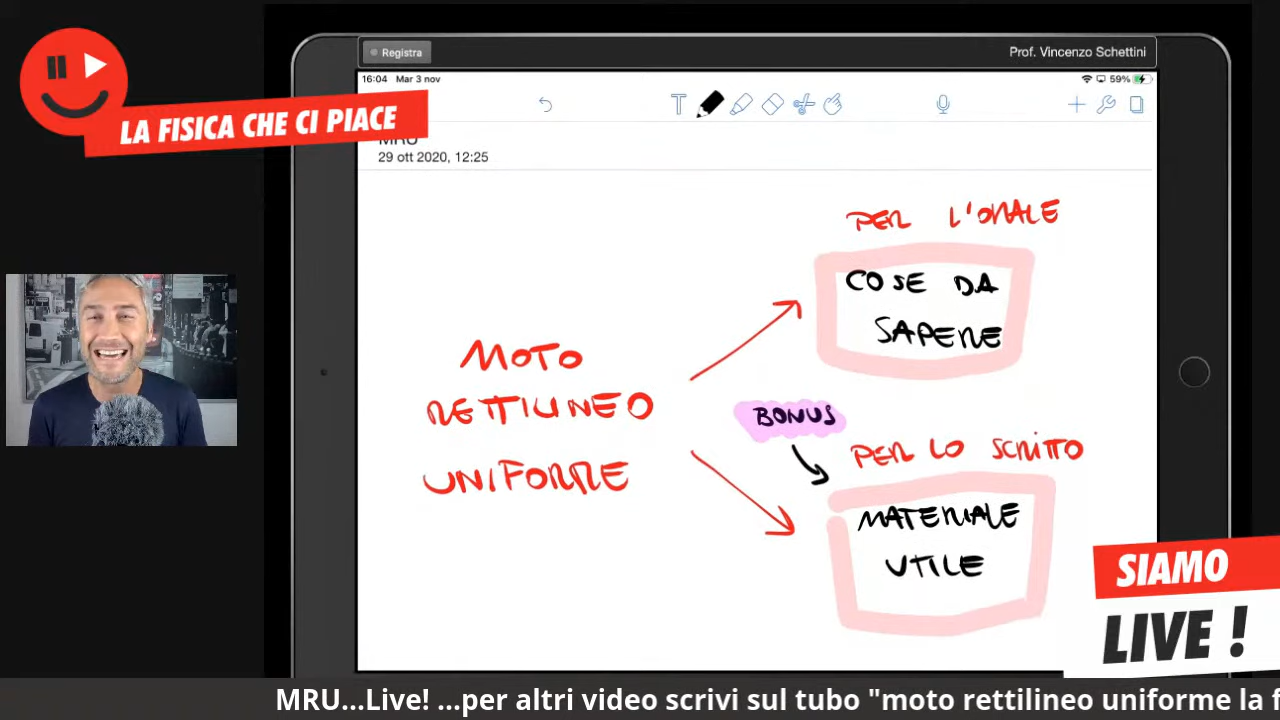 Registra
Prof. Vincenzo Schettini
16:04 Mar 3 nov
59%
LA FISICA CHE CI PIACE
T
MRU
29 ott 2020, 12:25
PER L'ORALE
COSE DA
SAPERE
MOTO
RETTILINEO
UNIFORME
BONUS
PER LO SCRITTO
MATERIALE
UTILE
SIAMO
LIVE !
MRU...Live! ...per altri video scrivi sul tubo "moto rettilineo uniforme la f